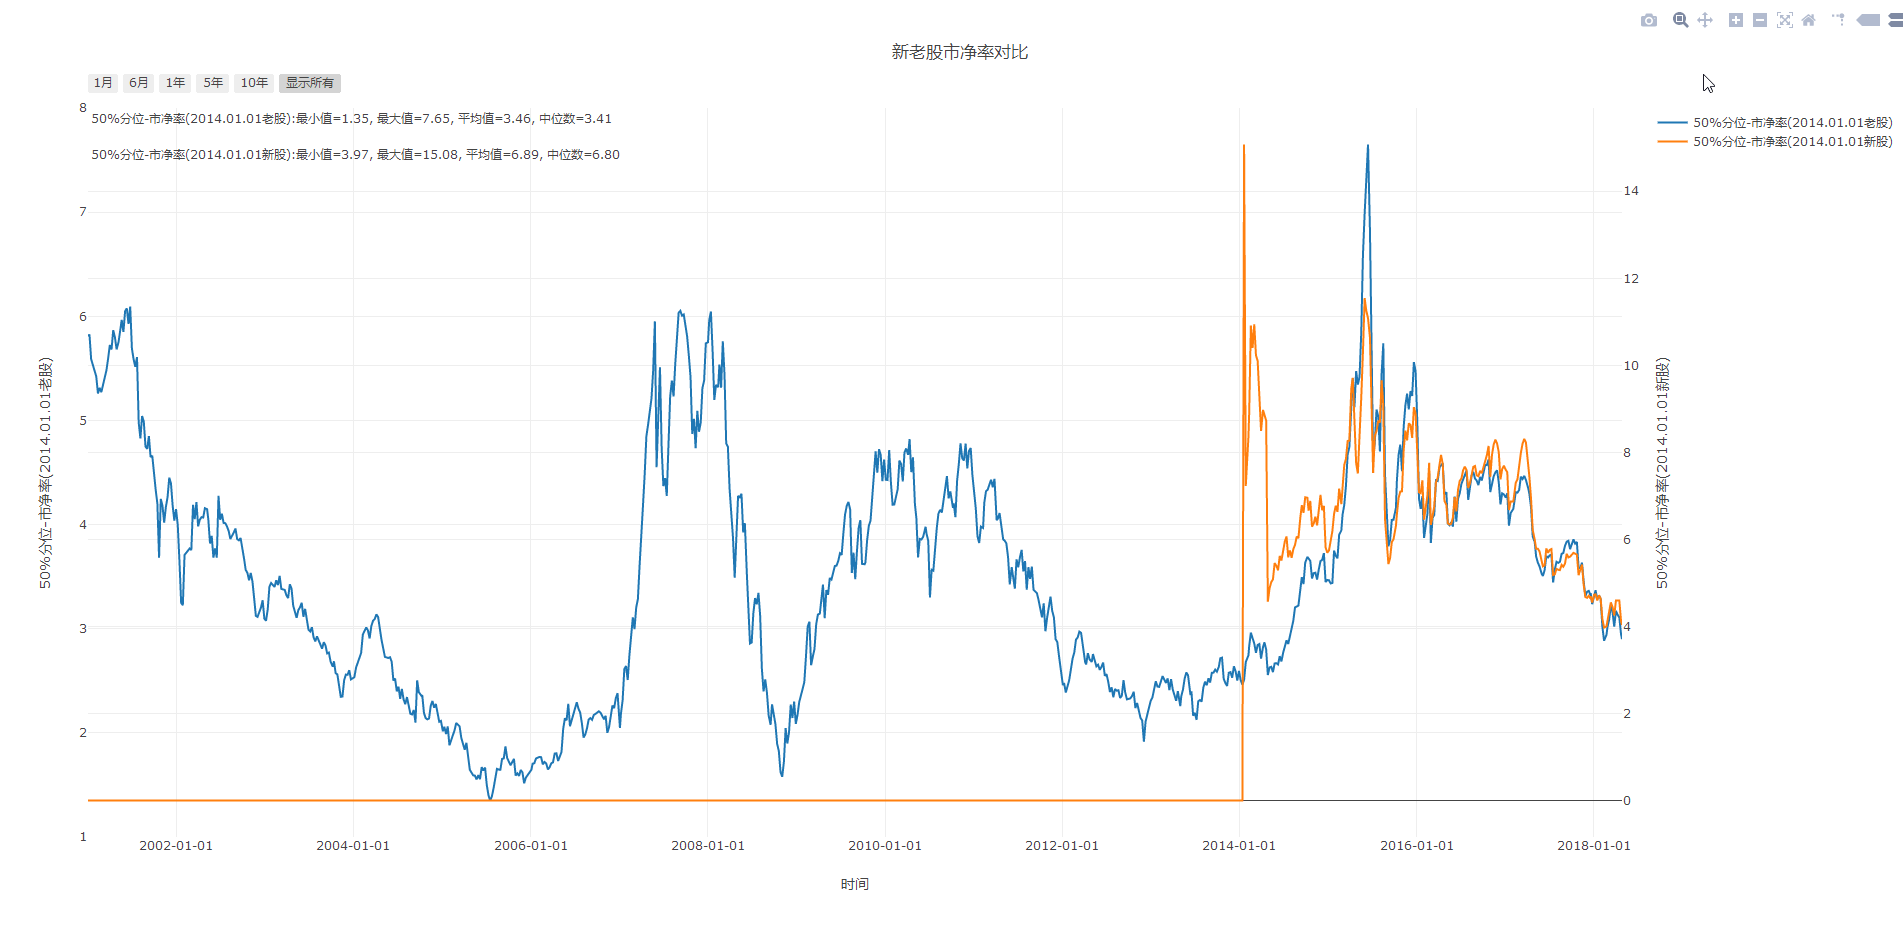 新老股市净率对比
1月 6月 1年 5年 10年 显示所有
50%分位-市净率(2014.01.01老股):最小值=1.35, 最大值=7.65, 平均值=3.46, 中位数=3.41
50%分位-市净率(2014.01.01新股):最小值=3.97, 最大值=15.08, 平均值=6.89, 中位数=6.80
50%分位-市净率(2014.01.01老股)
50%分位-市净率(2014.01.01新股)
8
7
6
5
4
3
2
1
50%分位-市净率(2014.01.01老股)
14
12
10
8
6
4
2
0
50%分位-市净率(2014.01.01新股)
2002-01-01 2004-01-01 2006-01-01 2008-01-01 2010-01-01 2012-01-01 2014-01-01 2016-01-01 2018-01-01
时间